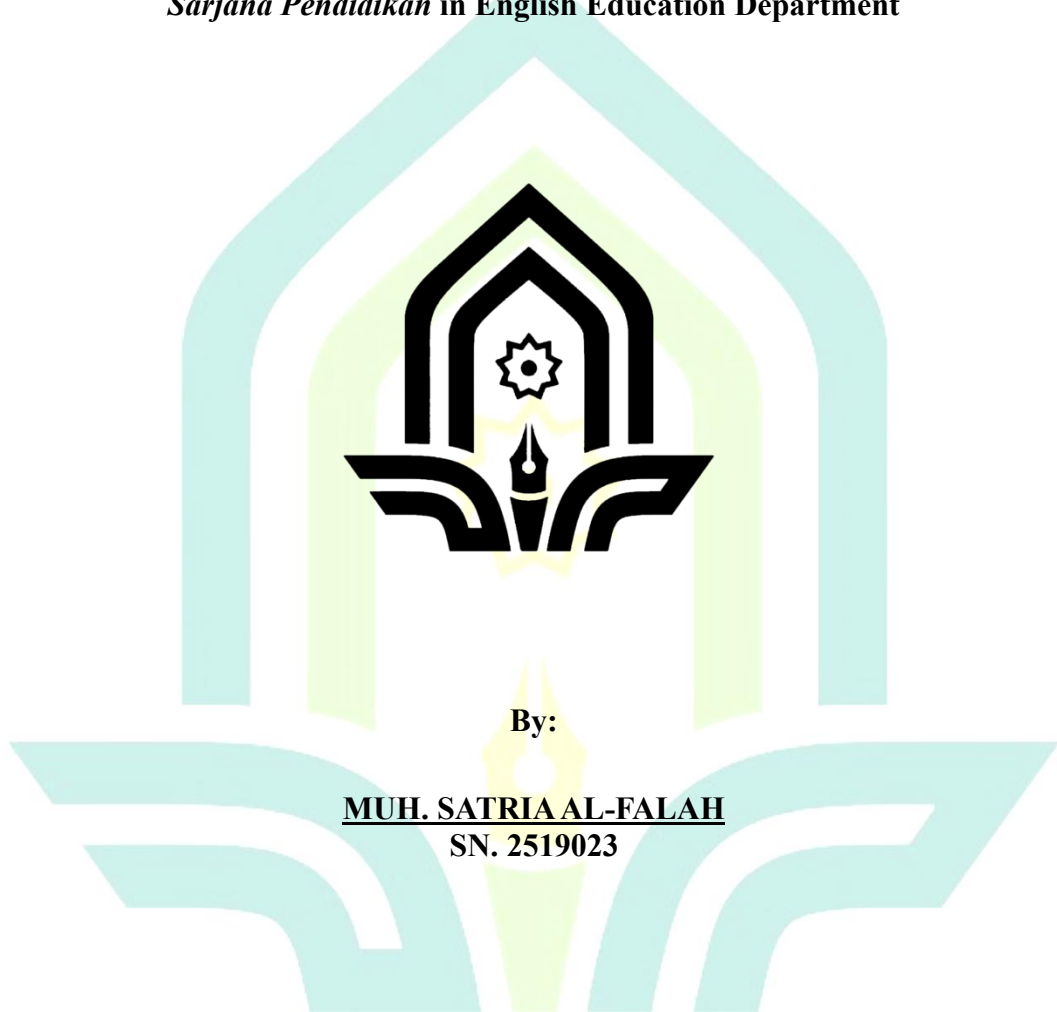 Sarjana Pendidikan in English Education Department
By:
MUH. SATRIA AL-FALAH
SN. 2519023